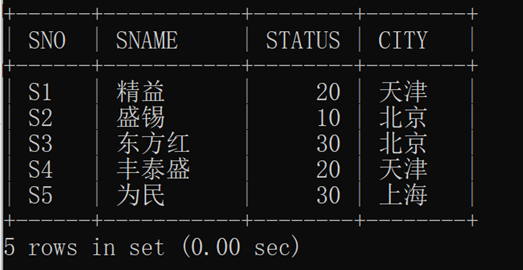 +------+----------+--------+-------+
| SNO | SNAME | STATUS | CITY |
+------+----------+--------+-------+
| S1 | 精益 | 20 | 天津 |
| S2 | 盛锡 | 10 | 北京 |
| S3 | 东方红 | 30 | 北京 |
| S4 | 丰泰盛 | 20 | 天津 |
| S5 | 为民 | 30 | 上海 |
+------+----------+--------+-------+
5 rows in set (0.00 sec)